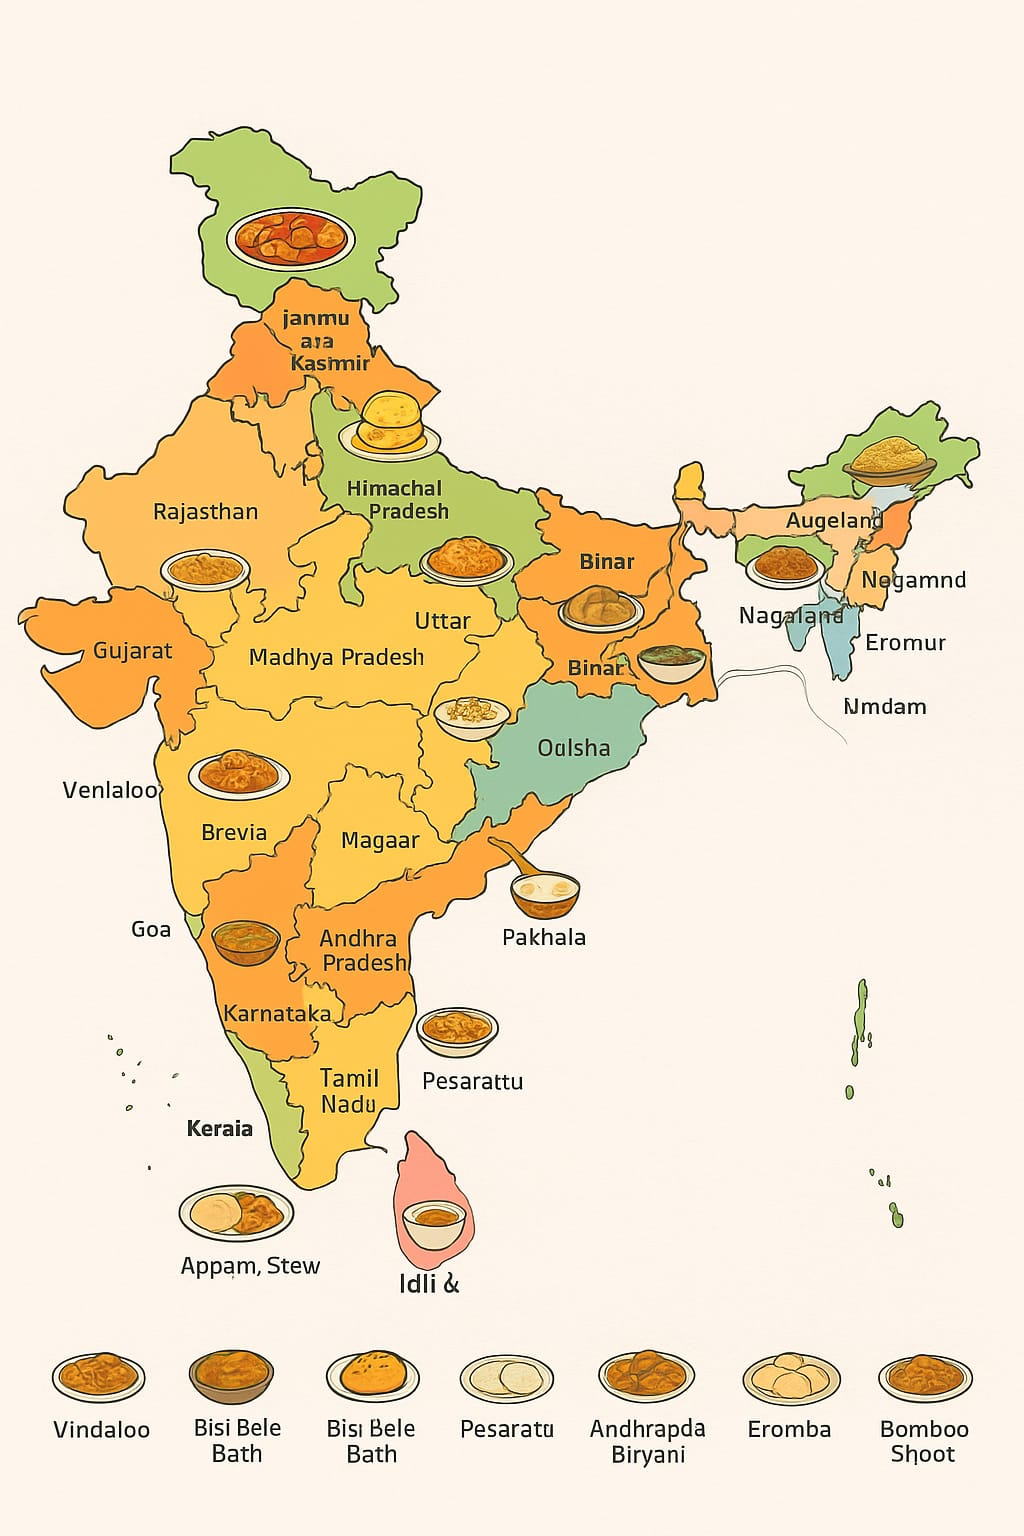 janmu
ara
Kasmir
Himachal
Pradesh
Rajasthan
Augeland
Binar
Negamnd
Nagaland
Uttar
Eromur
Gujarat
Madhya Pradesh
Binar
Nmdam
Oulsha
Venlaloo
Brevia
Magaar
Goa
Andhra
Pradesh
Pakhala
Karnataka
Tamil
Nadu
Pesarattu
Keraia
Appam, Stew
Idli &
Vindaloo
Bisi Bele
Bath
Bisi Bele
Bath
Pesaratu
Andhrapda
Biryani
Eromba
Bomboo
Shoot